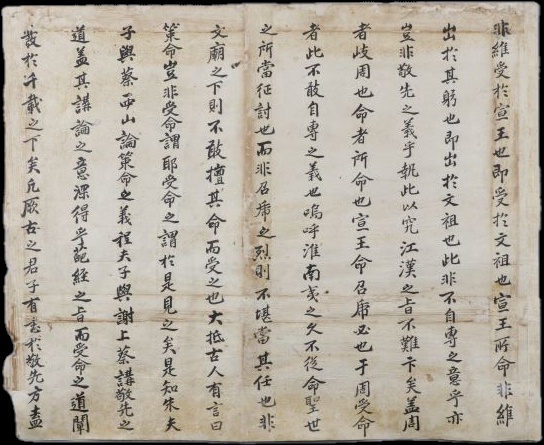 非維受於宣王也即受於文祖也宣王所命非維
出於其躬也即出於文祖也此非不自專之意乎亦
豈非敬先之義乎執此以究江漢之旨不難下矣盖周
者歧周也命者所命也宣王命召席必也于周受命
者此不敢自專之義也嗚呼淮南夷之久不從命聖世
之所當征討也而非召席之烈則不堪當其任也非
文廟之下則不敢擅其命而受之也大抵古人有言曰
策命豈非受命謂耶受命之謂於是見之矣是知朱夫
子與蔡西山論策命之義程夫子與謝上蔡講敬先之
道盖其講論之意深得乎葩經之旨而受命之道闡
發於千載之下矣凡厥古之君子有志於敬先方盍